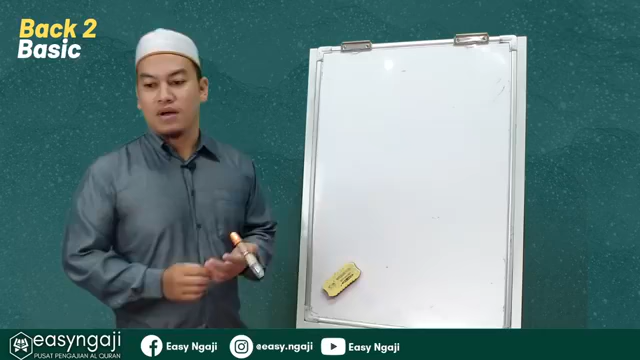 Back 2
Basic
easyngaji
PUSAT PENGAJIAN AL QURAN
Easy Ngaji
easy.ngaji
Easy Ngaji